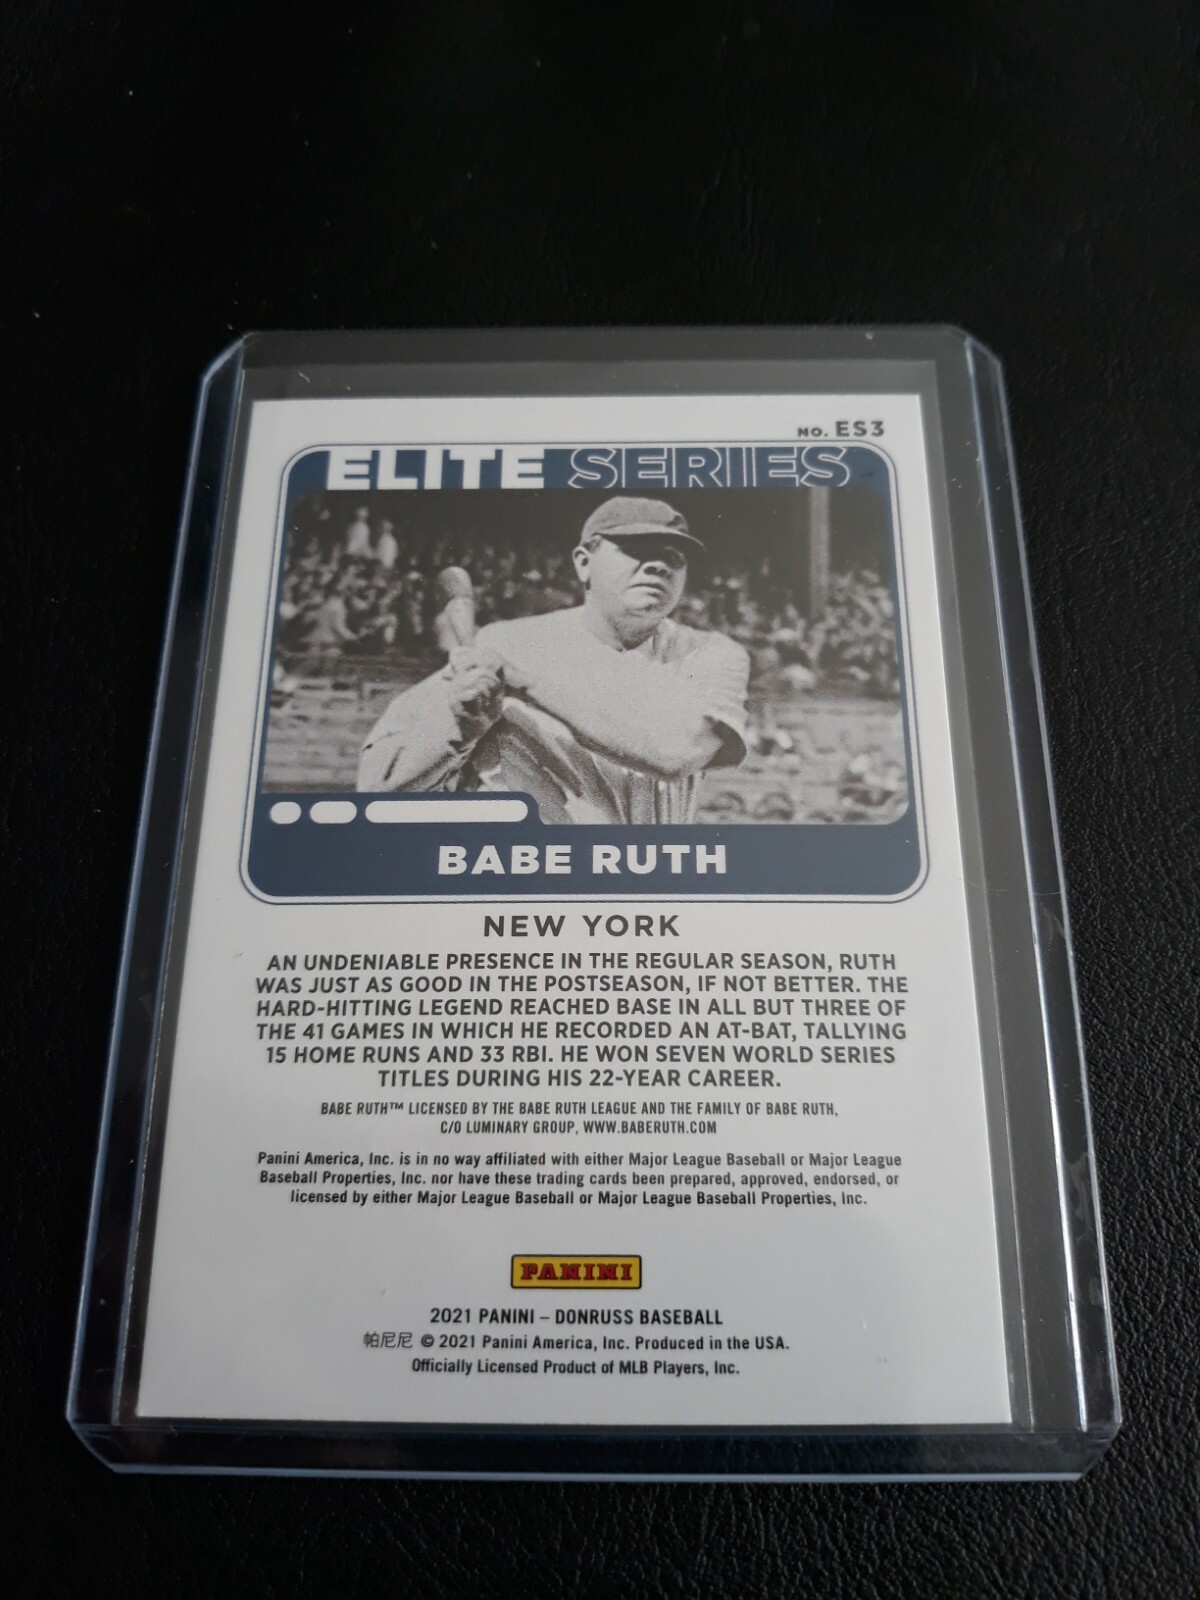 NO. ES3
ELITE SERIES
BABE RUTH
NEW YORK
AN UNDENIABLE PRESENCE IN THE REGULAR SEASON, RUTH
WAS JUST AS GOOD IN THE POSTSEASON, IF NOT BETTER. THE
HARD-HITTING LEGEND REACHED BASE IN ALL BUT THREE OF
THE 41 GAMES IN WHICH HE RECORDED AN AT-BAT, TALLYING
15 HOME RUNS AND 33 RBI. HE WON SEVEN WORLD SERIES
TITLES DURING HIS 22-YEAR CAREER.
BABE RUTH™ LICENSED BY THE BABE RUTH LEAGUE AND THE FAMILY OF BABE RUTH,
C/O LUMINARY GROUP, WWW.BABERUTH.COM
Panini America, Inc. is in no way affiliated with either Major League Baseball or Major League
Baseball Properties, Inc. nor have these trading cards been prepared, approved, endorsed, or
licensed by either Major League Baseball or Major League Baseball Properties, Inc.
PANINI
2021 PANINI – DONRUSS BASEBALL
帕尼尼 © 2021 Panini America, Inc. Produced in the USA.
Officially Licensed Product of MLB Players, Inc.